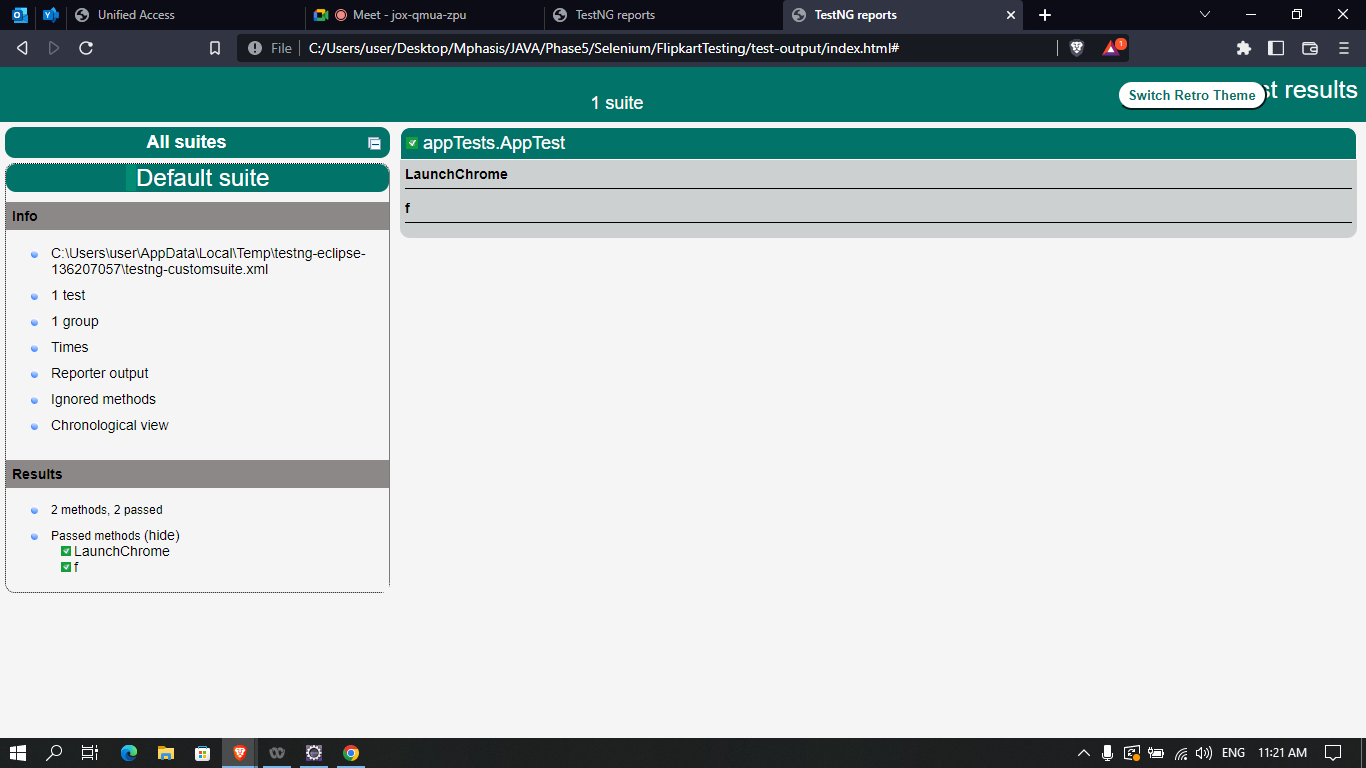 Unified Access
Meet - jox-qmua-zpu
TestNG reports
TestNG reports
File
C:/Users/user/Desktop/Mphasis/JAVA/Phase5/Selenium/FlipkartTesting/test-output/index.html#
1
1 suite
Switch Retro Theme
st results
All suites
Default suite
Info
C:\Users\user\AppData\Local\Temp\testng-eclipse-
136207057\testng-customsuite.xml
1 test
1 group
Times
Reporter output
Ignored methods
Chronological view
Results
2 methods, 2 passed
Passed methods (hide)
LaunchChrome
f
appTests.AppTest
LaunchChrome
f
ENG
11:21 AM